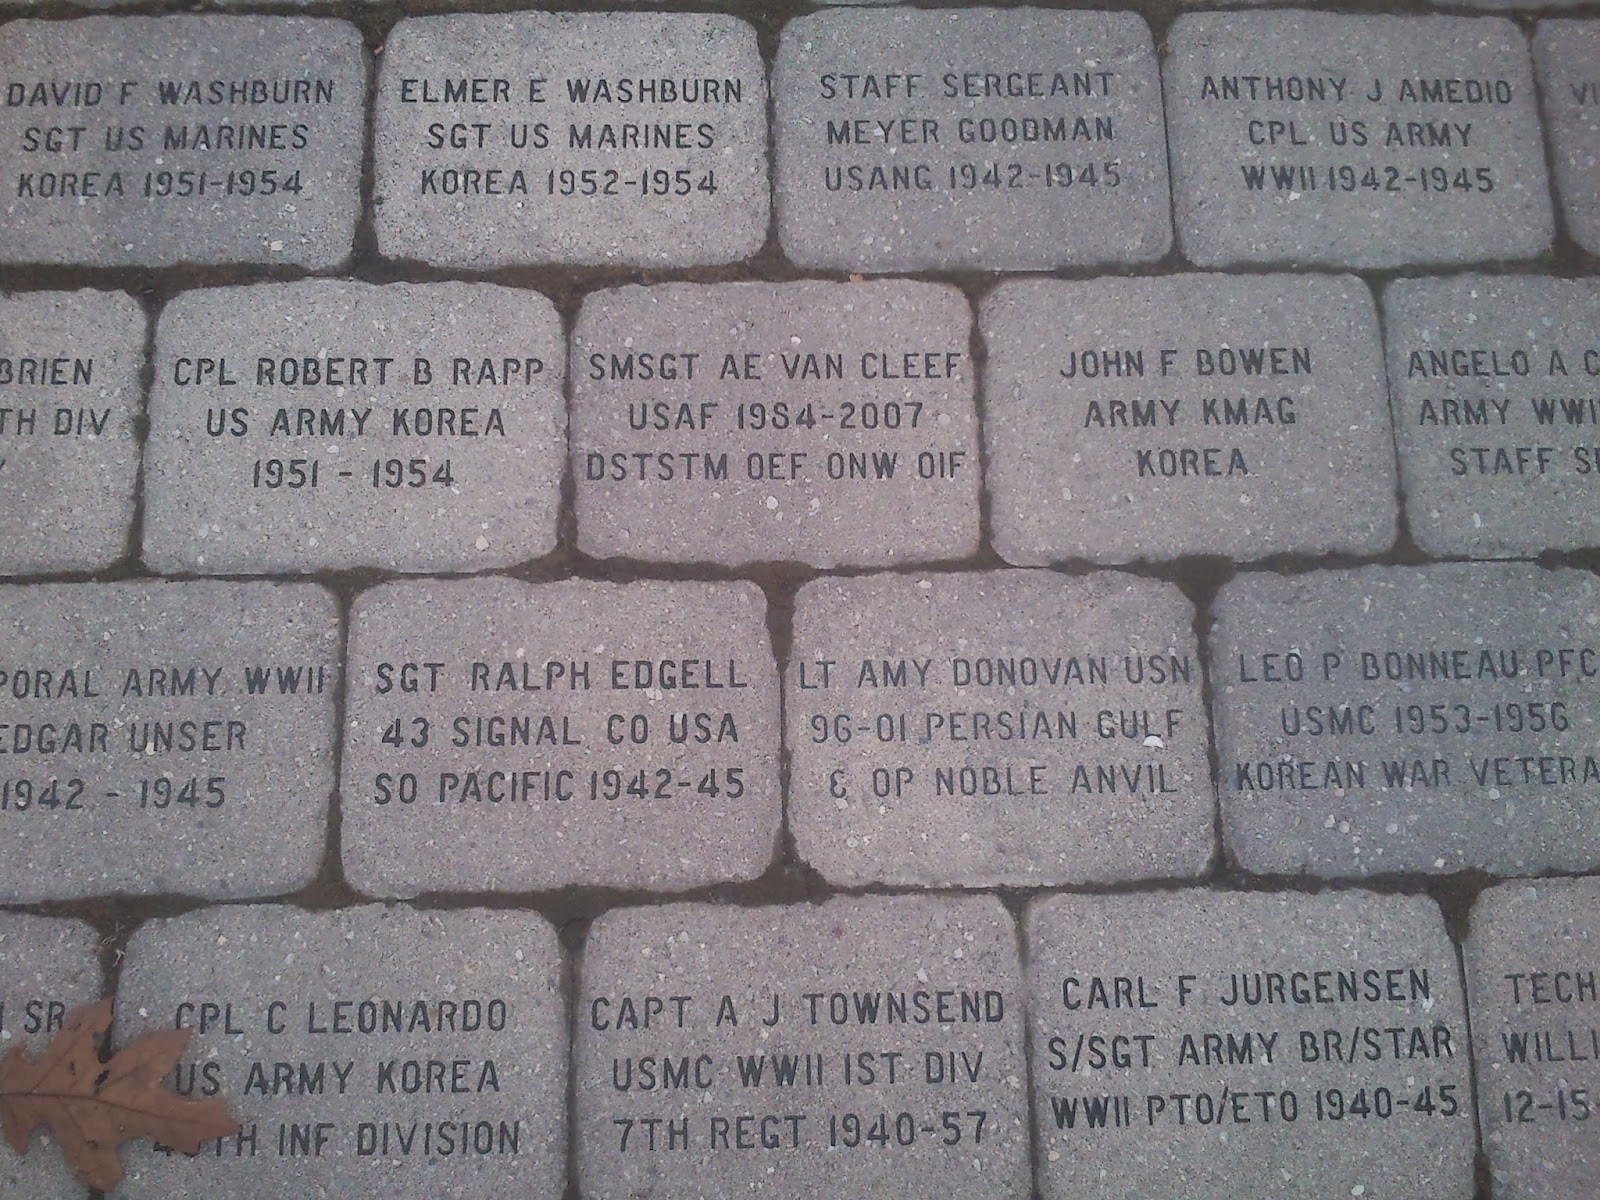 DAVID F WASHBURN
SGT US MARINES
KOREA 1951-1954
ELMER E WASHBURN
SGT US MARINES
KOREA 1952-1954
STAFF SERGEANT
MEYER GOODMAN
USANG 1942-1945
ANTHONY J AMEDIO
CPL US ARMY
WWII 1942-1945
VI
BRIEN
TH DIV
CPL ROBERT B RAPP
US ARMY KOREA
1951 - 1954
SMSGT AE VAN CLEEF
USAF 1984-2007
DSTSTM OEF ONW OIF
JOHN F BOWEN
ARMY KMAG
KOREA
ANGELO A C
ARMY WWI
STAFF S
PORAL ARMY WWII
EDGAR UNSER
1942 - 1945
SGT RALPH EDGELL
43 SIGNAL CO USA
SO PACIFIC 1942-45
LT AMY DONOVAN USN
96-01 PERSIAN GULF
& OP NOBLE ANVIL
LEO P BONNEAU PFC
USMC 1953-1956
KOREAN WAR VETERA
SR
CPL C LEONARDO
US ARMY KOREA
TH INF DIVISION
CAPT A J TOWNSEND
USMC WWII 1ST DIV
7TH REGT 1940-57
CARL F JURGENSEN
S/SGT ARMY BR/STAR
WWII PTO/ETO 1940-45
TECH
WILLI
12-15